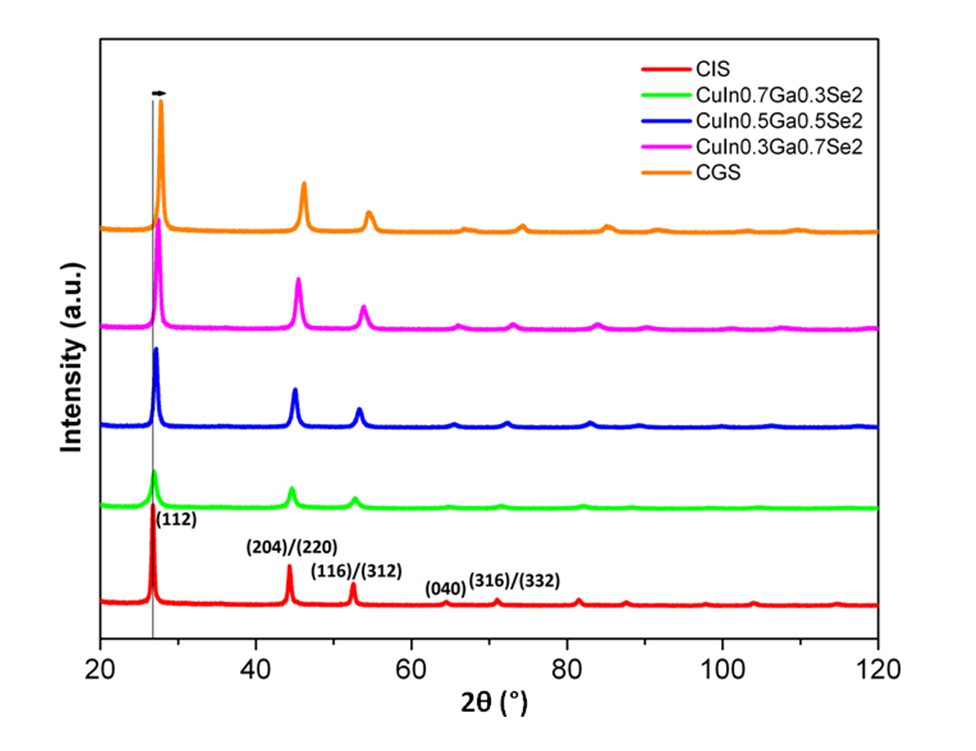 CIS
CuIn0.7Ga0.3Se2
CuIn0.5Ga0.5Se2
CuIn0.3Ga0.7Se2
CGS
Intensity (a.u.)
(112)
(204)/(220)
(116)/(312)
(040)
(316)/(332)
20 40 60 80 100 120
2θ (°)